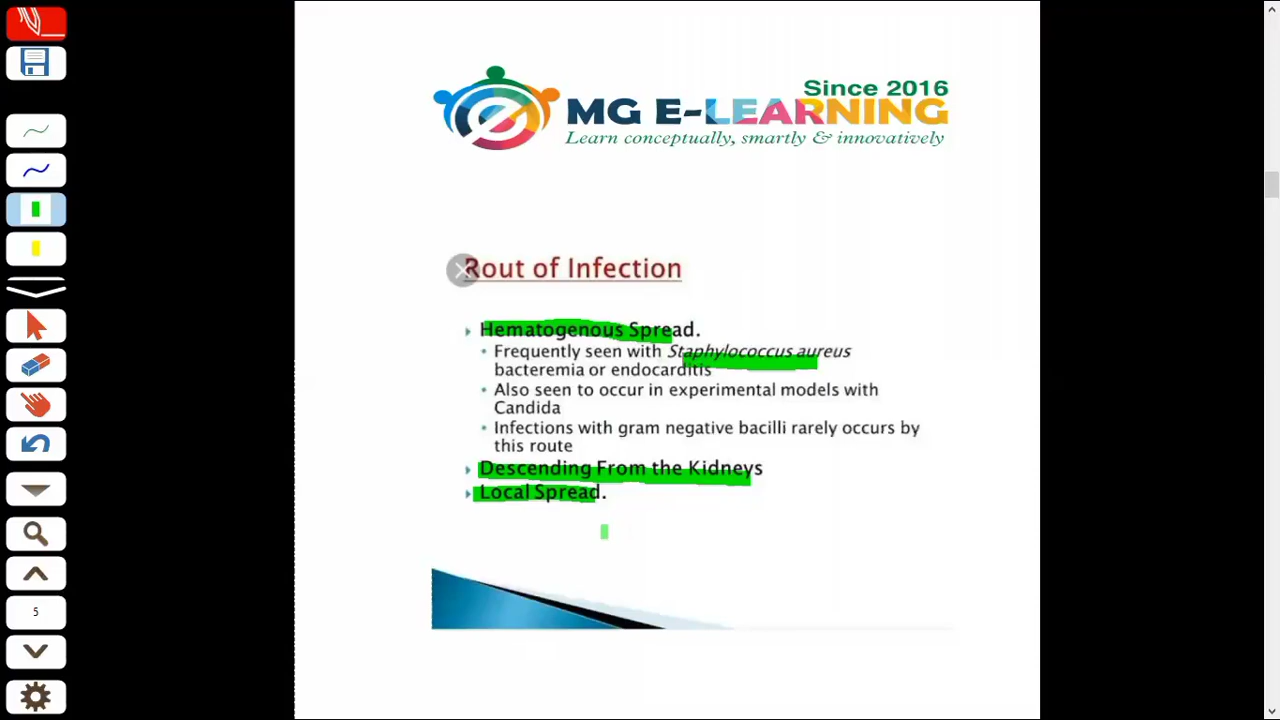 Since 2016
MG E-LEARNING
Learn conceptually, smartly & innovatively
Rout of Infection
Hematogenous Spread.
Frequently seen with Staphylococcus aureus
bacteremia or endocarditis
Also seen to occur in experimental models with
Candida
Infections with gram negative bacilli rarely occurs by
this route
Descending From the Kidneys
Local Spread.
5